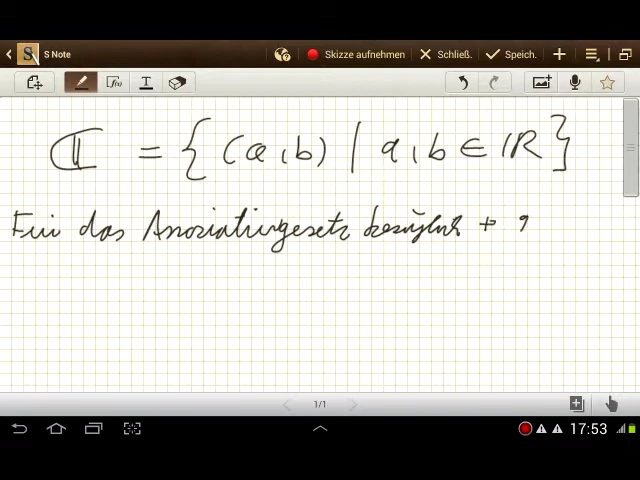 S Note
Skizze aufnehmen
Schließ.
Speich.
f(x)
T
ℂ = {(a,b) | a,b ∈ ℝ}
Für das Assoziativgesetz bezüglich +
1/1
17:53